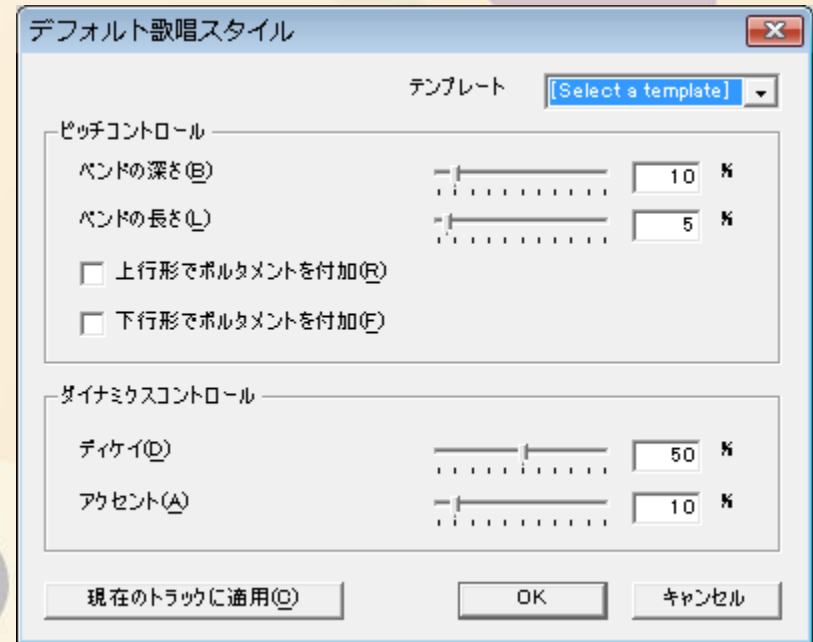 デフォルト歌唱スタイル
テンプレート [Select a template]
ピッチコントロール
ベンドの深さ(B) 10 %
ベンドの長さ(L) 5 %
上行形でポルタメントを付加(R)
下行形でポルタメントを付加(F)
ダイナミクスコントロール
ディケイ(D) 50 %
アクセント(A) 10 %
現在のトラックに適用(C) OK キャンセル